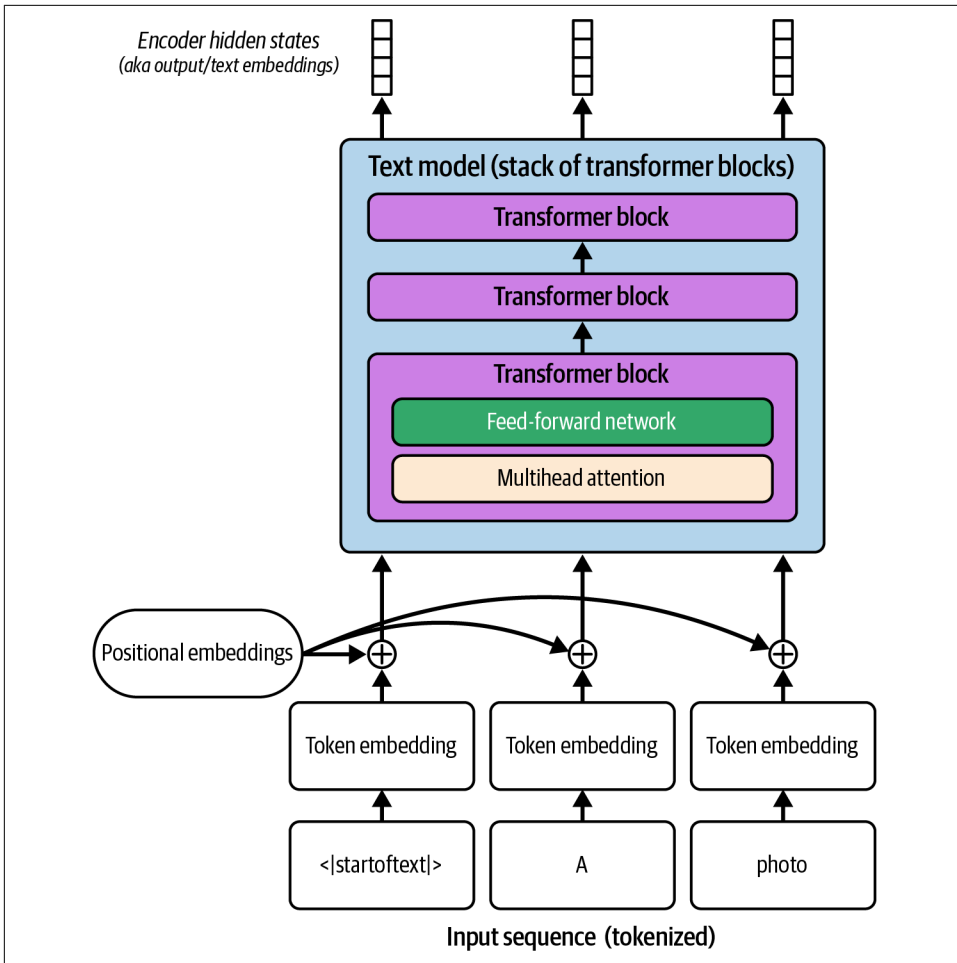 Encoder hidden states
(aka output/text embeddings)
Text model (stack of transformer blocks)
Transformer block
Transformer block
Transformer block
Feed-forward network
Multihead attention
Positional embeddings
Token embedding
Token embedding
Token embedding
<|startoftext|>
A
photo
Input sequence (tokenized)